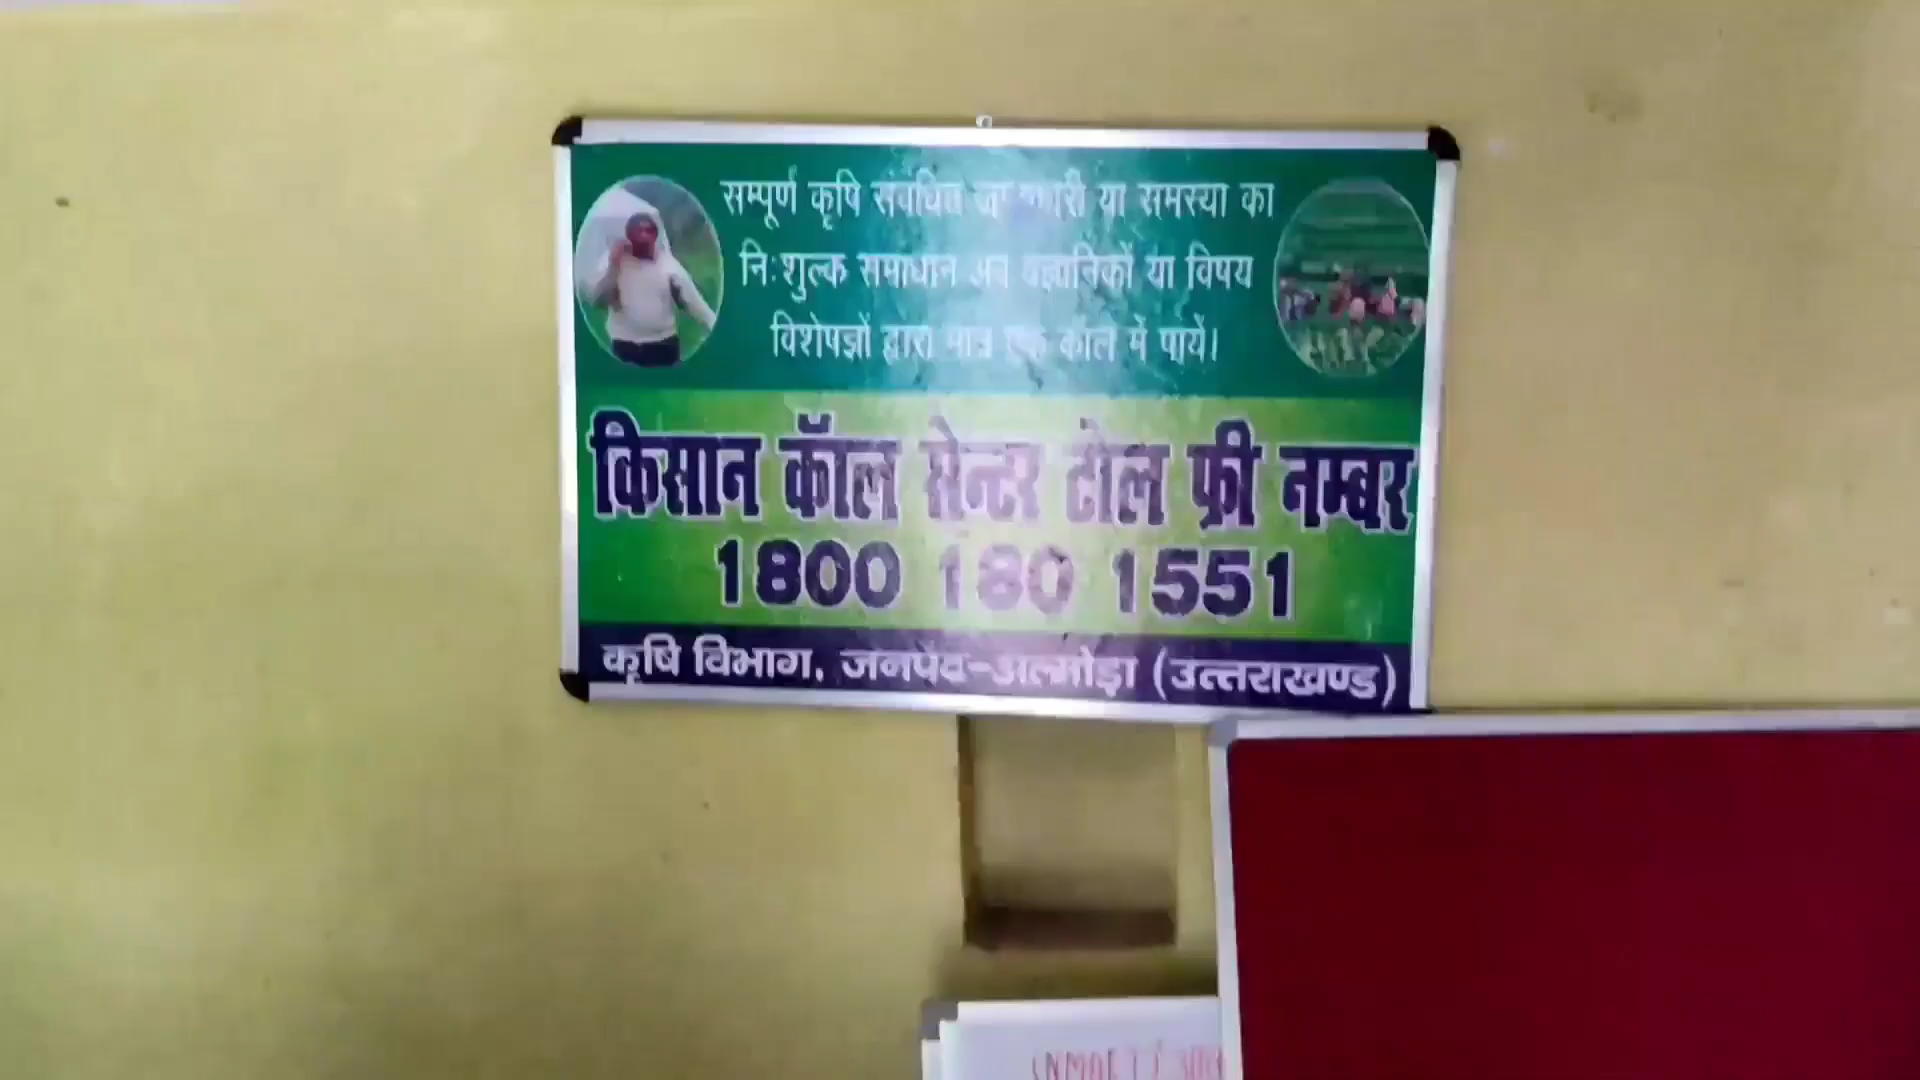 सम्पूर्ण कृषि संबंधित जानकारी या समस्या का
निःशुल्क समाधान अब वैज्ञानिकों या विषय
विशेषज्ञों द्वारा मात्र एक कॉल में पायें।
किसान कॉल सेन्टर टोल फ्री नम्बर
1800 180 1551
कृषि विभाग, जनपद-अल्मोड़ा (उत्तराखण्ड)